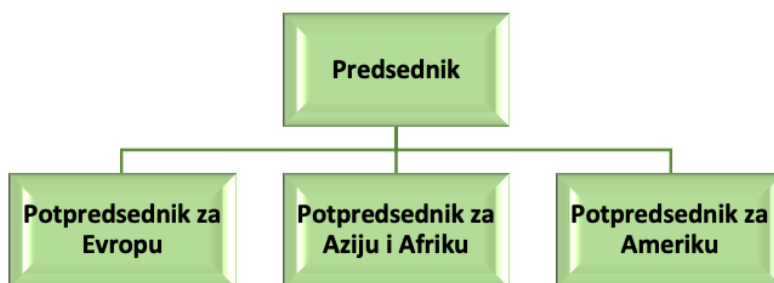 Predsednik
Potpredsednik za
Evropu
Potpredsednik za
Aziju i Afriku
Potpredsednik za
Ameriku